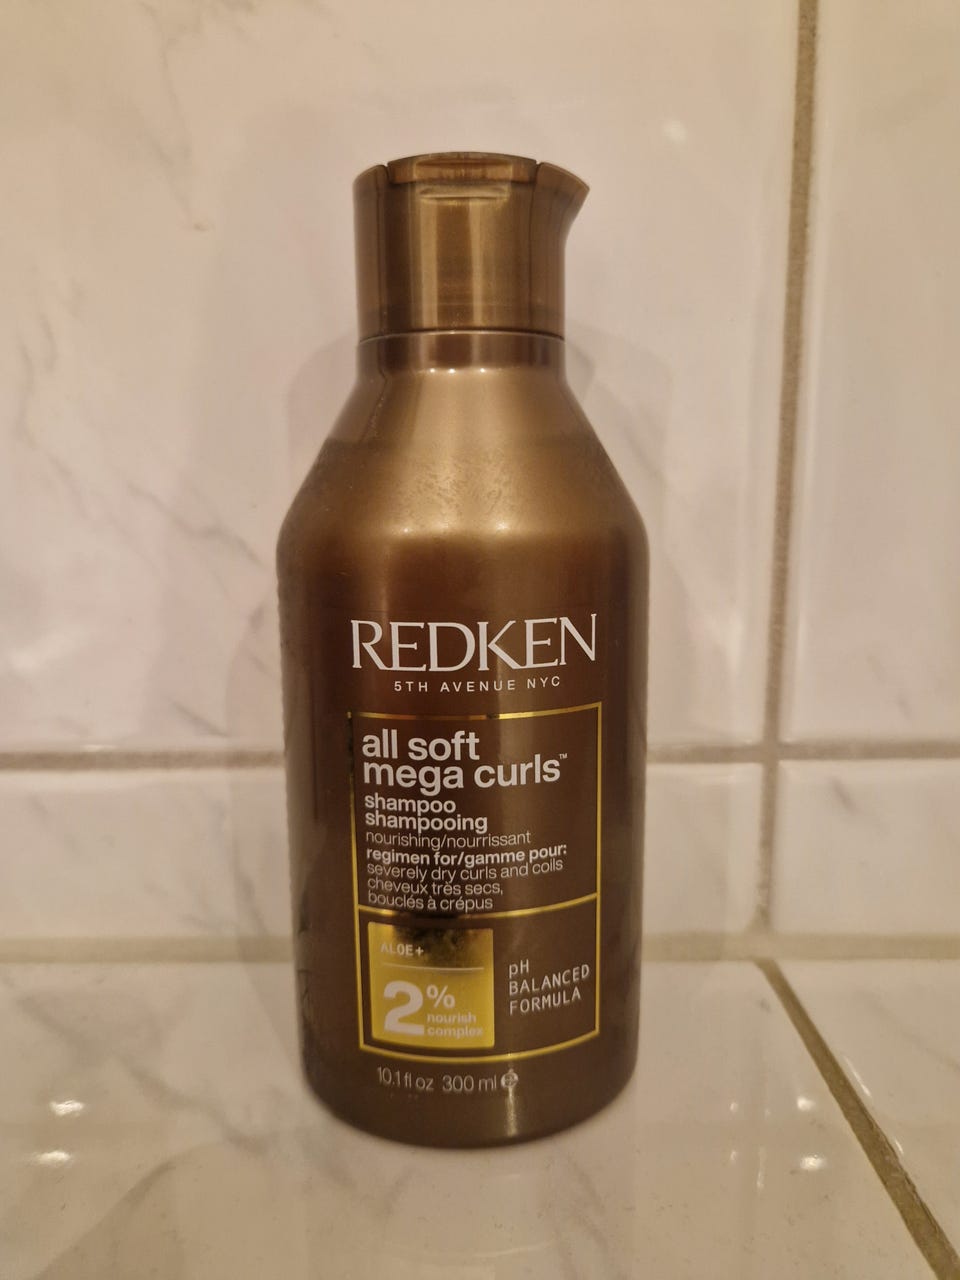 REDKEN
5TH AVENUE NYC
all soft
mega curls™
shampoo
shampooing
nourishing/nourrissant
regimen for/gamme pour:
severely dry curls and coils
cheveux très secs,
bouclés à crépus
ALOE+
2%
nourish
complex
pH
BALANCED
FORMULA
10.1 fl oz 300 ml ℮